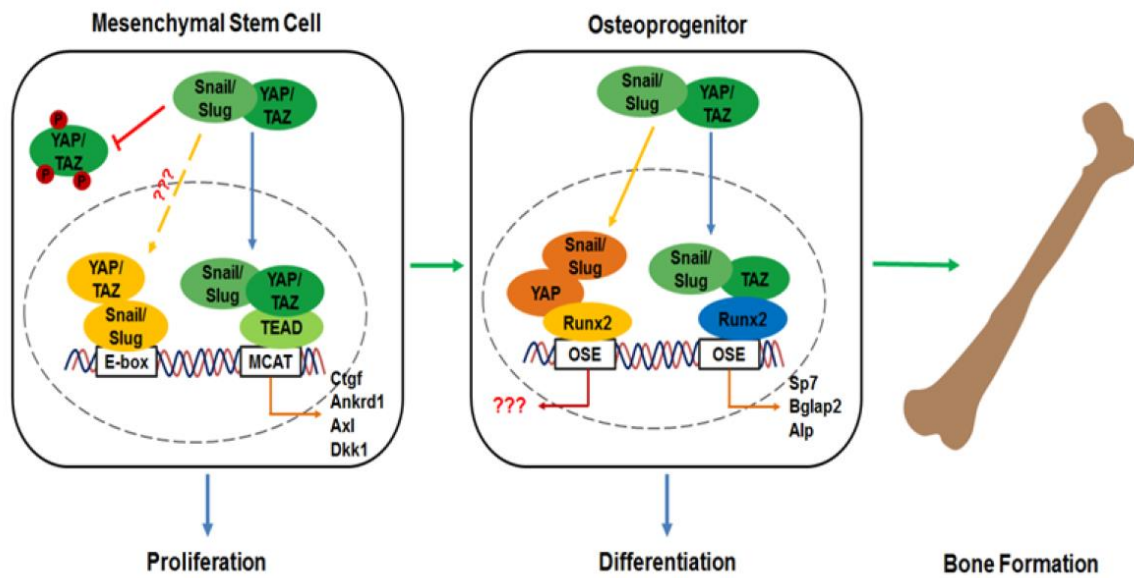 Mesenchymal Stem Cell
Osteoprogenitor
Snail/
Slug
YAP/
TAZ
P
YAP/
TAZ
P
P
???
YAP/
TAZ
Snail/
Slug
E-box
Snail/
Slug
YAP/
TAZ
TEAD
MCAT
Ctgf
Ankrd1
Axl
Dkk1
Snail/
Slug
YAP/
TAZ
Snail/
Slug
YAP
Runx2
OSE
???
Snail/
Slug
TAZ
Runx2
OSE
Sp7
Bglap2
Alp
Proliferation
Differentiation
Bone Formation